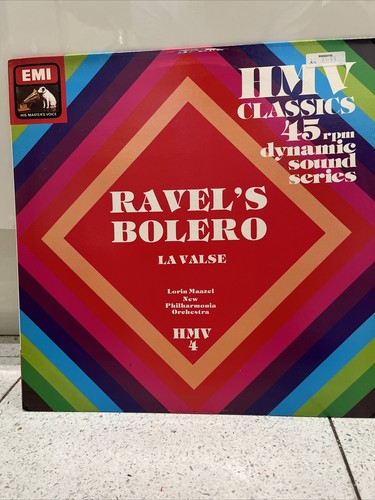 EMI
HIS MASTER'S VOICE
HMV
CLASSICS
45 rpm
dynamic
sound
series
RAVEL'S
BOLERO
LA VALSE
Lorin Maazel
New
Philharmonia
Orchestra
HMV
4